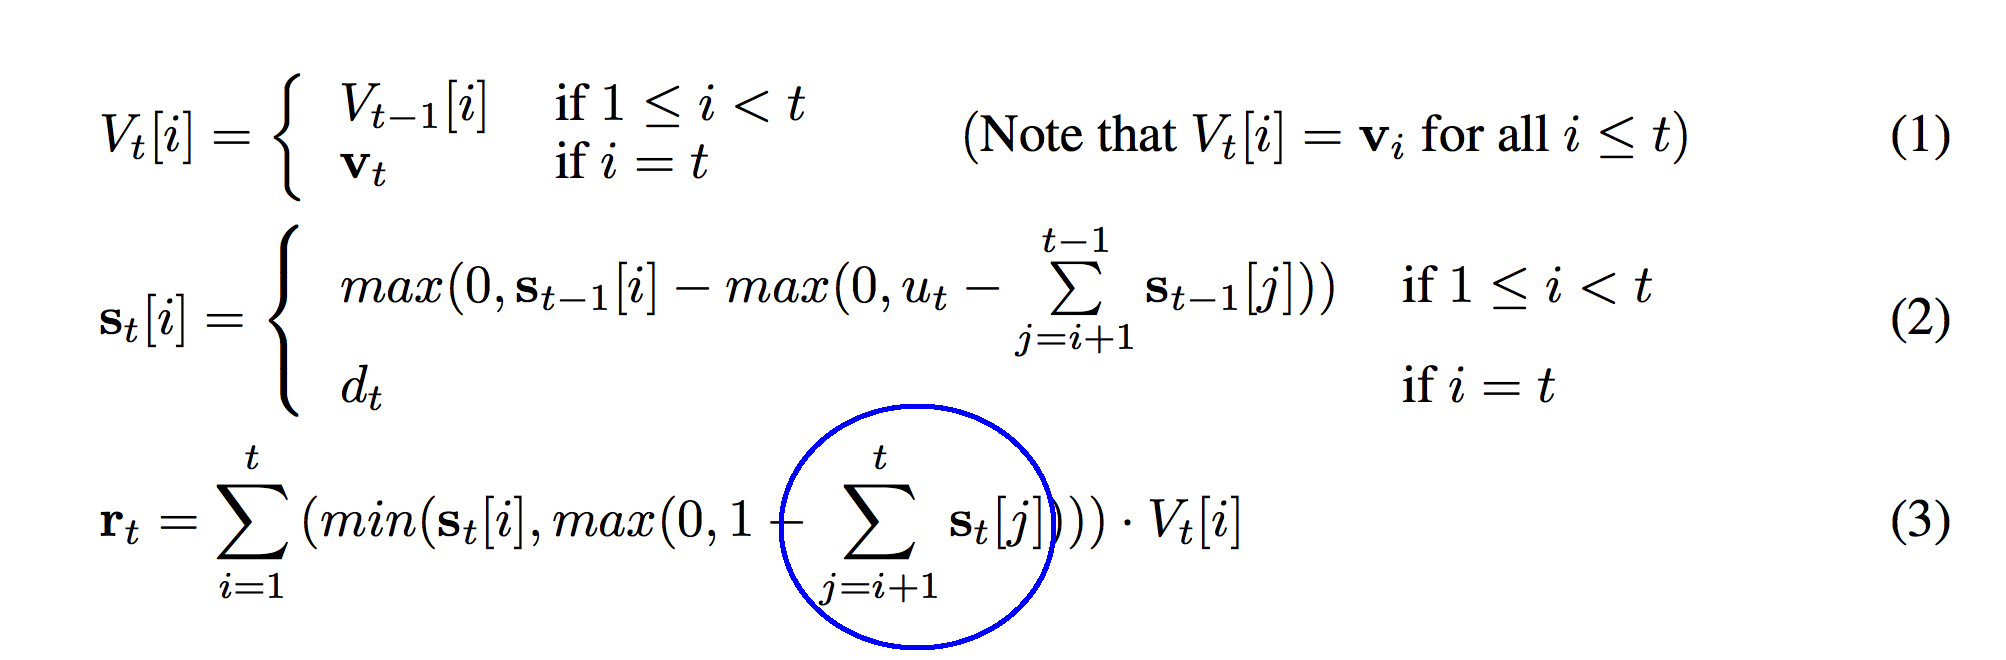 V_t[i] = { V_{t−1}[i] if 1 ≤ i < t (Note that V_t[i] = v_i for all i ≤ t) (1)
v_t if i = t
s_t[i] = { max(0, s_{t−1}[i] − max(0, u_t − ∑_{j=i+1}^{t−1} s_{t−1}[j])) if 1 ≤ i < t (2)
d_t if i = t
r_t = ∑_{i=1}^{t} (min(s_t[i], max(0, 1 − ∑_{j=i+1}^{t} s_t[j]))) · V_t[i] (3)